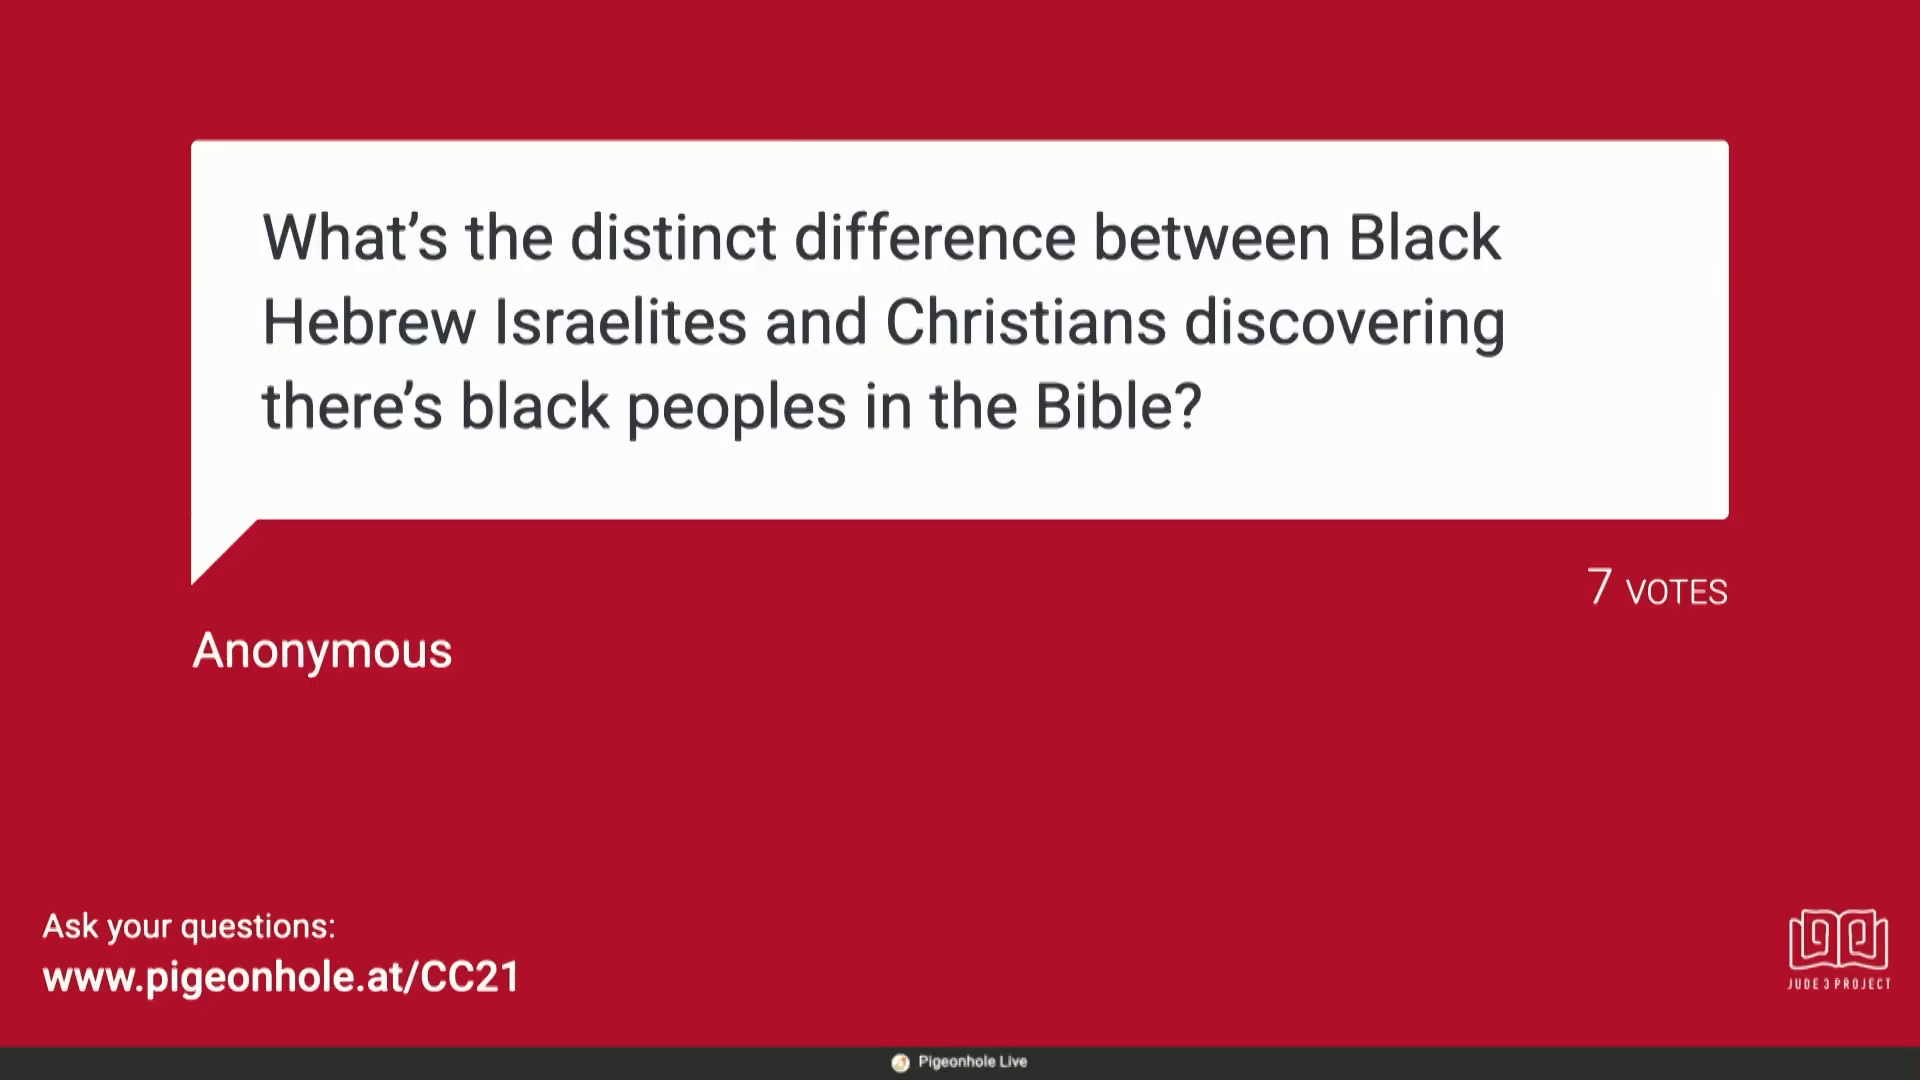 What’s the distinct difference between Black
Hebrew Israelites and Christians discovering
there’s black peoples in the Bible?
7 VOTES
Anonymous
Ask your questions:
www.pigeonhole.at/CC21
JUDE 3 PROJECT
Pigeonhole Live